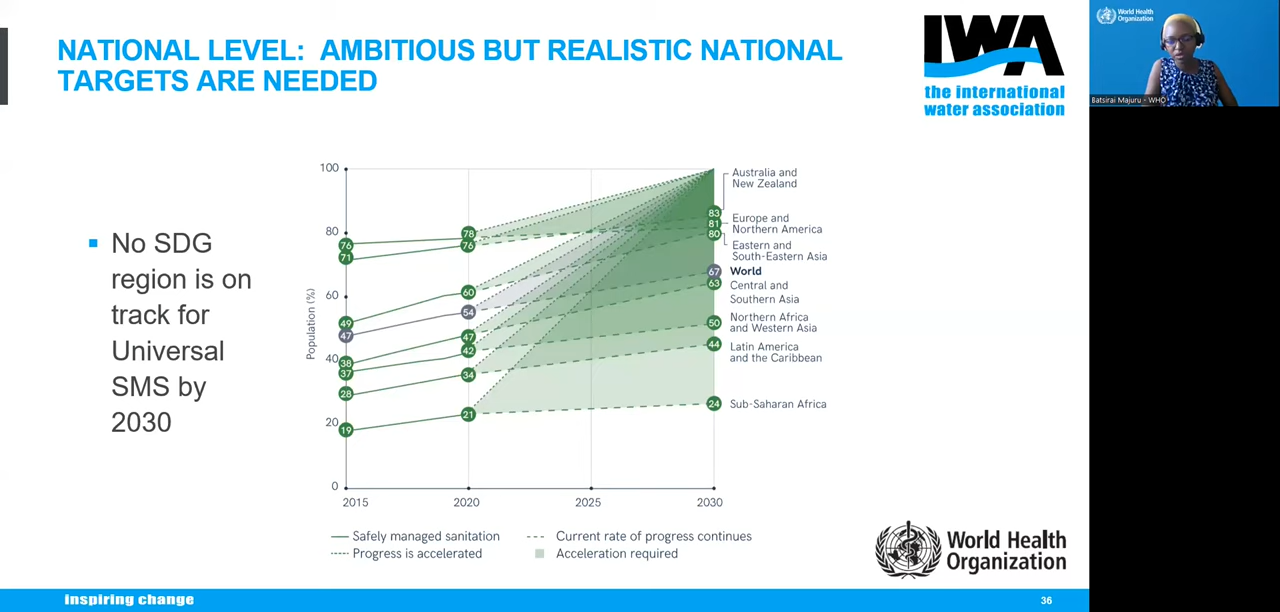 NATIONAL LEVEL: AMBITIOUS BUT REALISTIC NATIONAL
TARGETS ARE NEEDED
IWA
the international
water association
World Health
Organization
Batsirai Majuru - WHO
No SDG
region is on
track for
Universal
SMS by
2030
Population (%)
100
80
60
40
20
0
2015
2020
2025
2030
76
71
49
47
38
37
28
19
78
76
60
54
47
42
34
21
83
81
80
67
63
50
44
24
Australia and
New Zealand
Europe and
Northern America
Eastern and
South-Eastern Asia
World
Central and
Southern Asia
Northern Africa
and Western Asia
Latin America
and the Caribbean
Sub-Saharan Africa
Safely managed sanitation
Current rate of progress continues
Progress is accelerated
Acceleration required
World Health
Organization
inspiring change
36